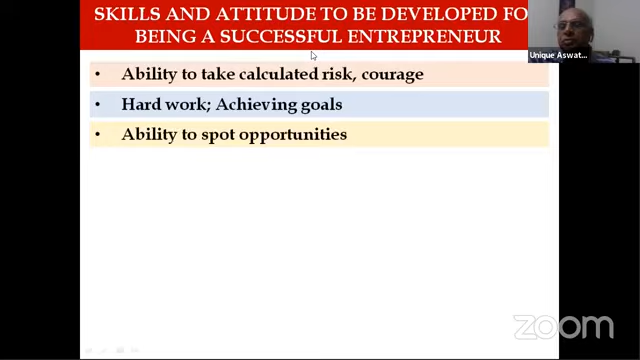 SKILLS AND ATTITUDE TO BE DEVELOPED FO
BEING A SUCCESSFUL ENTREPRENEUR
Unique Aswat...
• Ability to take calculated risk, courage
• Hard work; Achieving goals
• Ability to spot opportunities
zoom